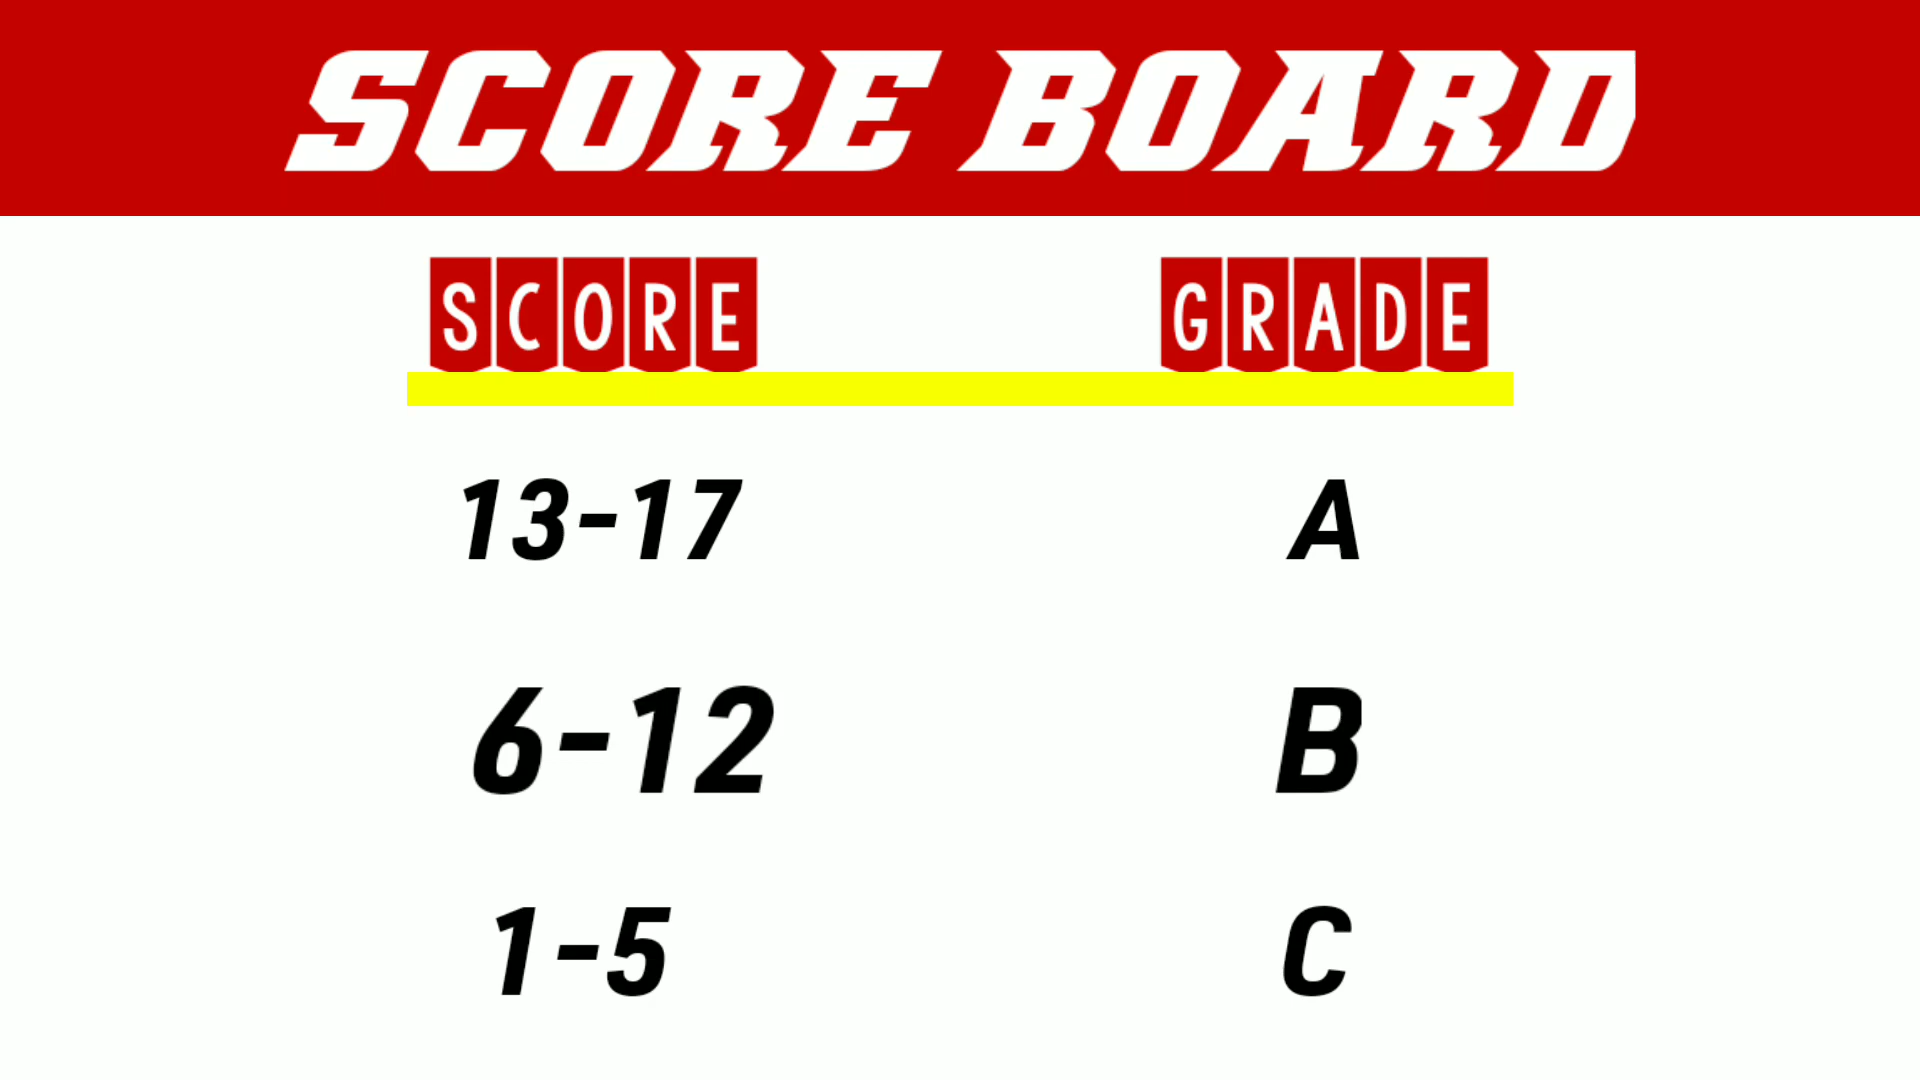 SCORE BOARD
SCORE GRADE
13-17 A
6-12 B
1-5 C